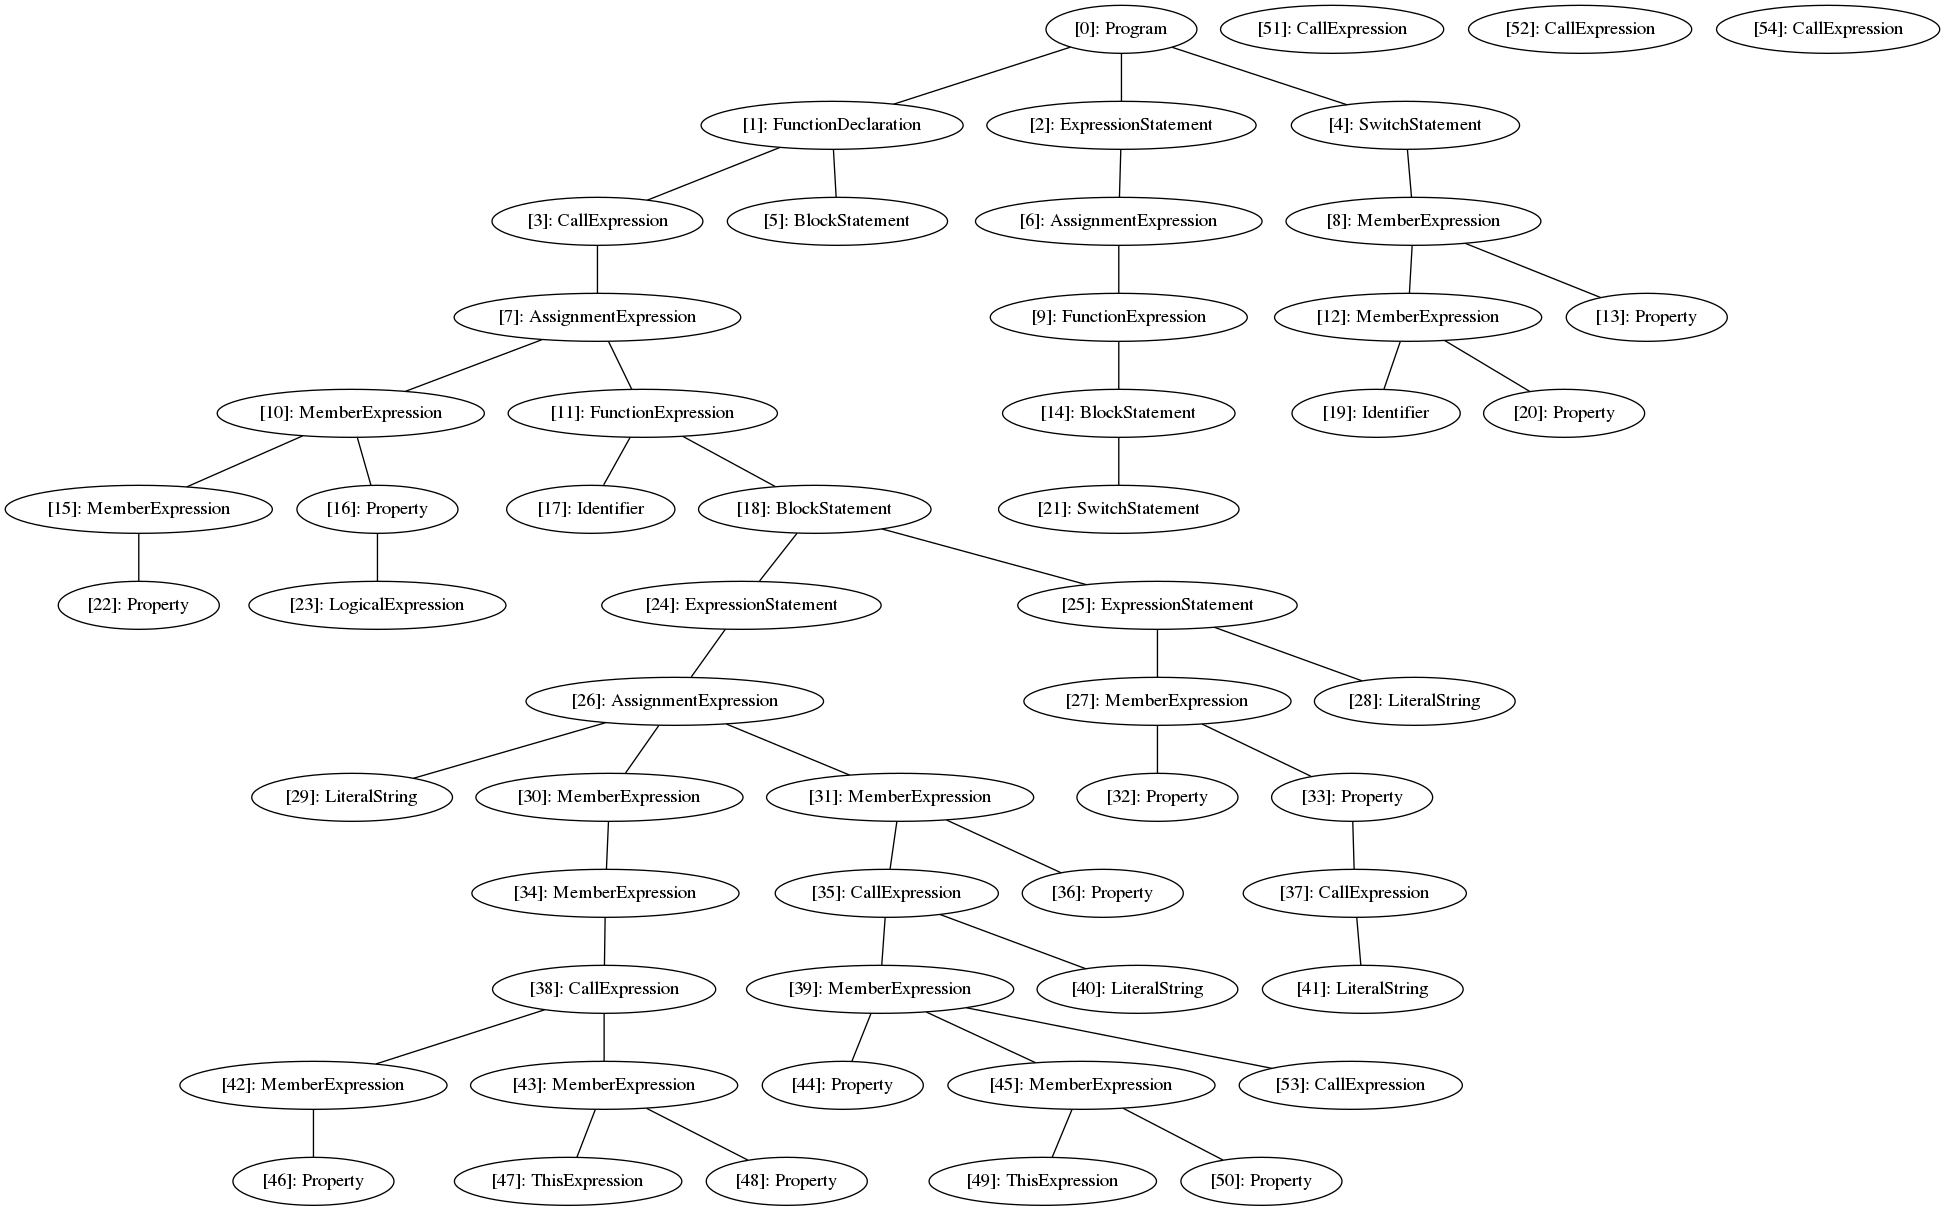 [0]: Program
[51]: CallExpression
[52]: CallExpression
[54]: CallExpression
[1]: FunctionDeclaration
[2]: ExpressionStatement
[4]: SwitchStatement
[3]: CallExpression
[5]: BlockStatement
[6]: AssignmentExpression
[8]: MemberExpression
[7]: AssignmentExpression
[9]: FunctionExpression
[12]: MemberExpression
[13]: Property
[10]: MemberExpression
[11]: FunctionExpression
[14]: BlockStatement
[19]: Identifier
[20]: Property
[15]: MemberExpression
[16]: Property
[17]: Identifier
[18]: BlockStatement
[21]: SwitchStatement
[22]: Property
[23]: LogicalExpression
[24]: ExpressionStatement
[25]: ExpressionStatement
[26]: AssignmentExpression
[27]: MemberExpression
[28]: LiteralString
[29]: LiteralString
[30]: MemberExpression
[31]: MemberExpression
[32]: Property
[33]: Property
[34]: MemberExpression
[35]: CallExpression
[36]: Property
[37]: CallExpression
[38]: CallExpression
[39]: MemberExpression
[40]: LiteralString
[41]: LiteralString
[42]: MemberExpression
[43]: MemberExpression
[44]: Property
[45]: MemberExpression
[53]: CallExpression
[46]: Property
[47]: ThisExpression
[48]: Property
[49]: ThisExpression
[50]: Property